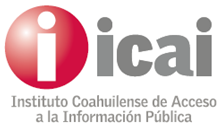 i icai
Instituto Coahuilense de Acceso
a la Información Pública